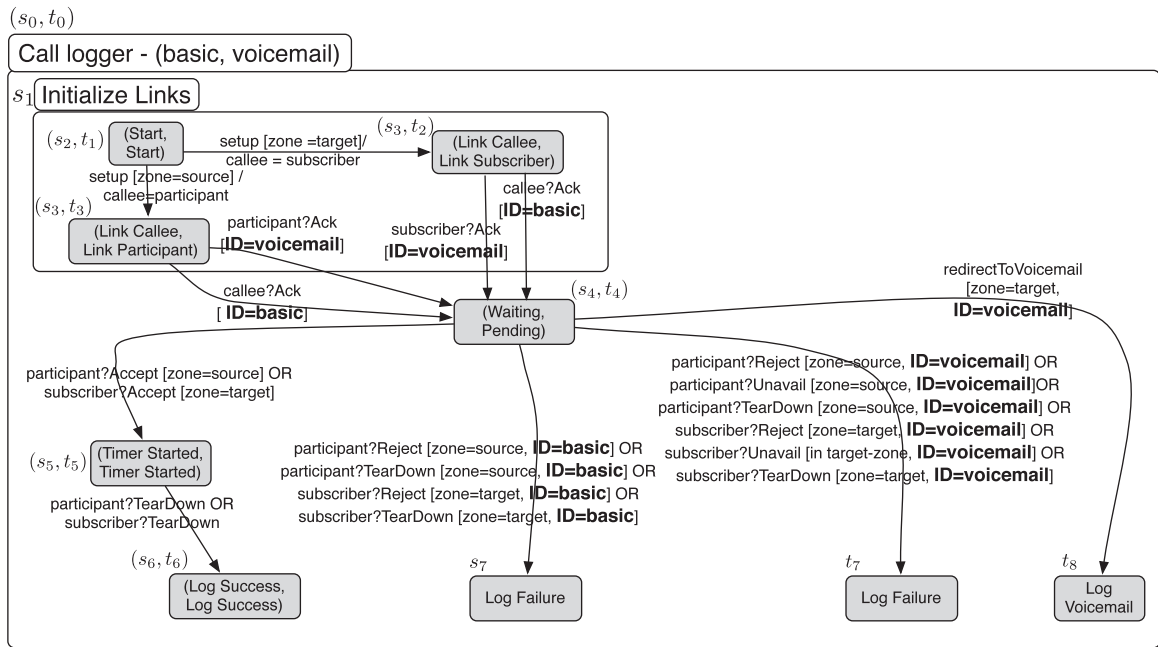 (s₀, t₀)
Call logger - (basic, voicemail)
s₁ Initialize Links
(s₂, t₁)
(Start,
Start)
setup [zone =target]/
callee = subscriber
(s₃, t₂)
(Link Callee,
Link Subscriber)
setup [zone=source] /
callee=participant
(s₃, t₃)
(Link Callee,
Link Participant)
participant?Ack
[ID=voicemail]
subscriber?Ack
[ID=voicemail]
callee?Ack
[ID=basic]
callee?Ack
[ ID=basic]
(s₄, t₄)
(Waiting,
Pending)
redirectToVoicemail
[zone=target,
ID=voicemail]
participant?Accept [zone=source] OR
subscriber?Accept [zone=target]
participant?Reject [zone=source, ID=voicemail] OR
participant?Unavail [zone=source, ID=voicemail]OR
participant?TearDown [zone=source, ID=voicemail] OR
subscriber?Reject [zone=target, ID=voicemail] OR
subscriber?Unavail [in target-zone, ID=voicemail] OR
subscriber?TearDown [zone=target, ID=voicemail]
participant?Reject [zone=source, ID=basic] OR
participant?TearDown [zone=source, ID=basic] OR
subscriber?Reject [zone=target, ID=basic] OR
subscriber?TearDown [zone=target, ID=basic]
(s₅, t₅)
(Timer Started,
Timer Started)
participant?TearDown OR
subscriber?TearDown
(s₆, t₆)
(Log Success,
Log Success)
s₇
Log Failure
t₇
Log Failure
t₈
Log
Voicemail